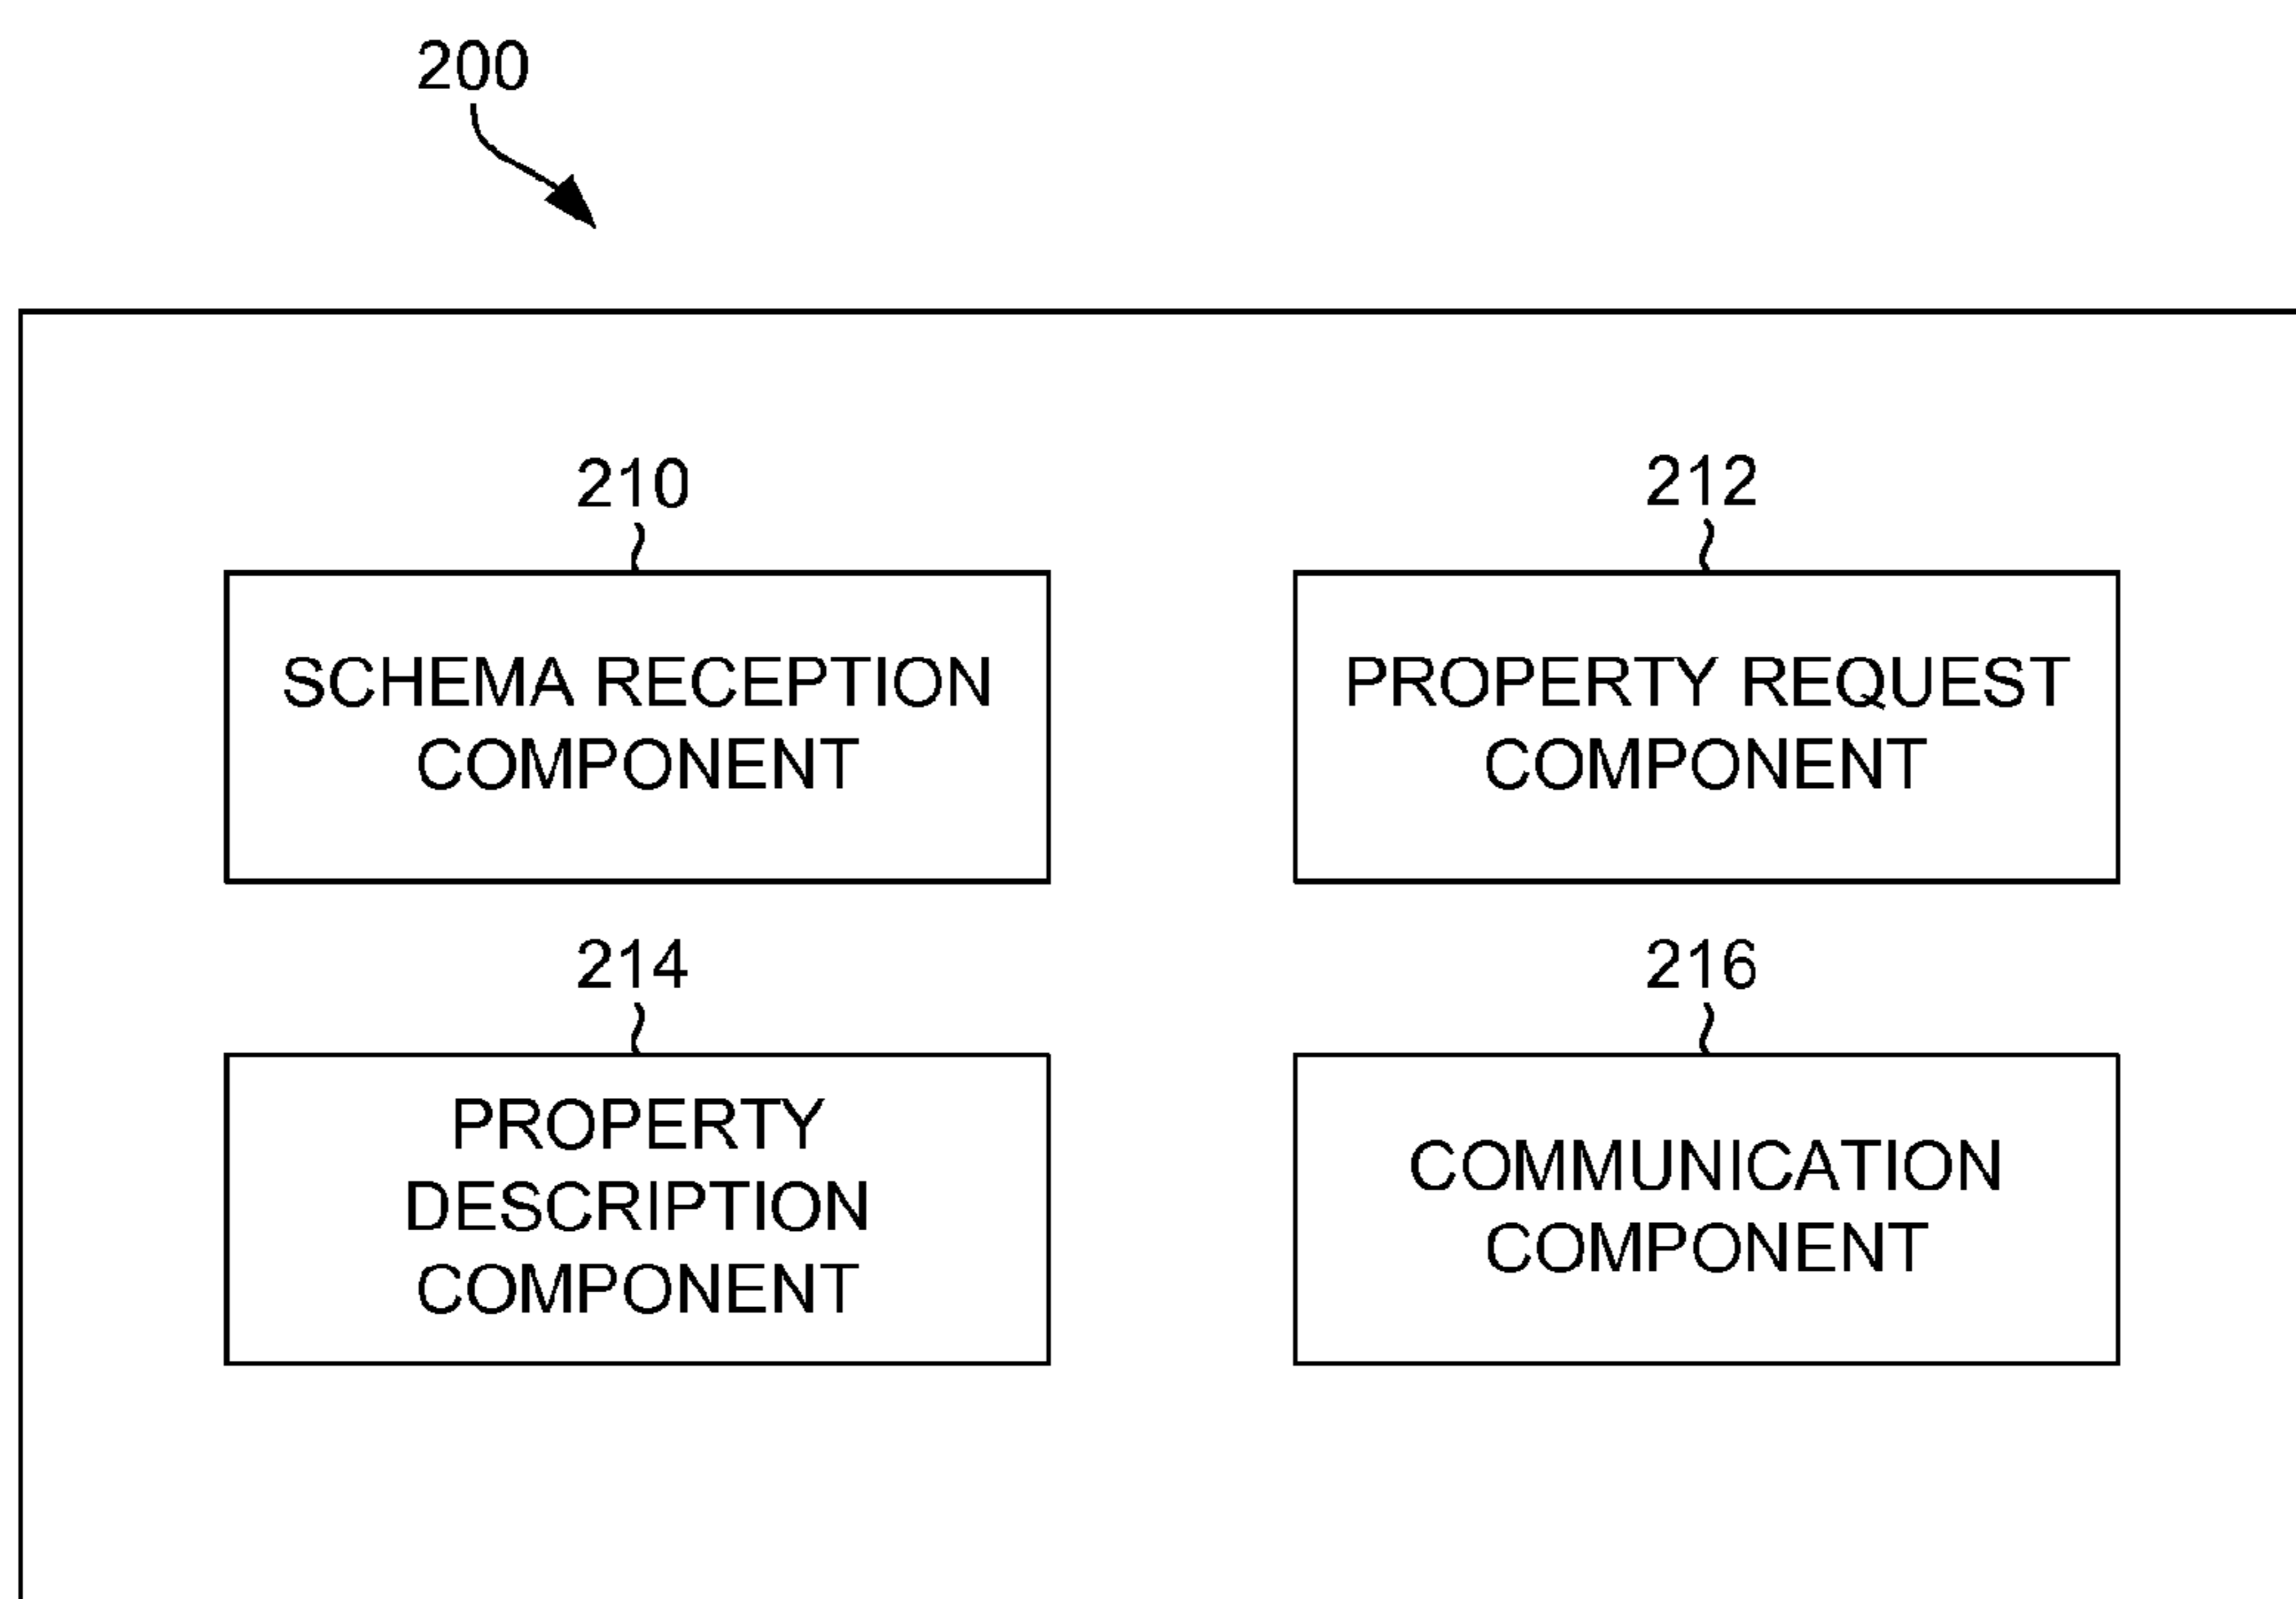 200
210
SCHEMA RECEPTION
COMPONENT
212
PROPERTY REQUEST
COMPONENT
214
PROPERTY
DESCRIPTION
COMPONENT
216
COMMUNICATION
COMPONENT